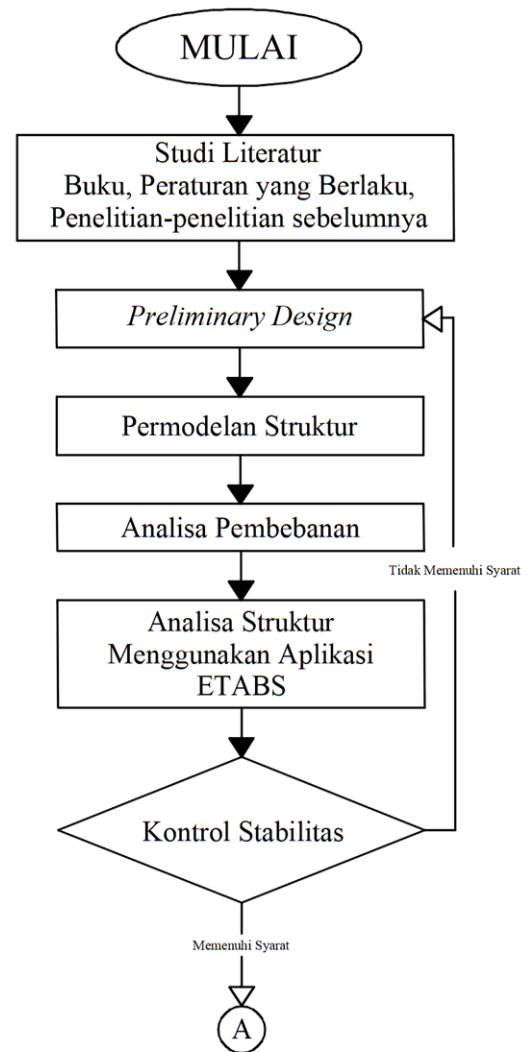 MULAI
Studi Literatur
Buku, Peraturan yang Berlaku,
Penelitian-penelitian sebelumnya
Preliminary Design
Permodelan Struktur
Analisa Pembebanan
Tidak Memenuhi Syarat
Analisa Struktur
Menggunakan Aplikasi
ETABS
Kontrol Stabilitas
Memenuhi Syarat
A